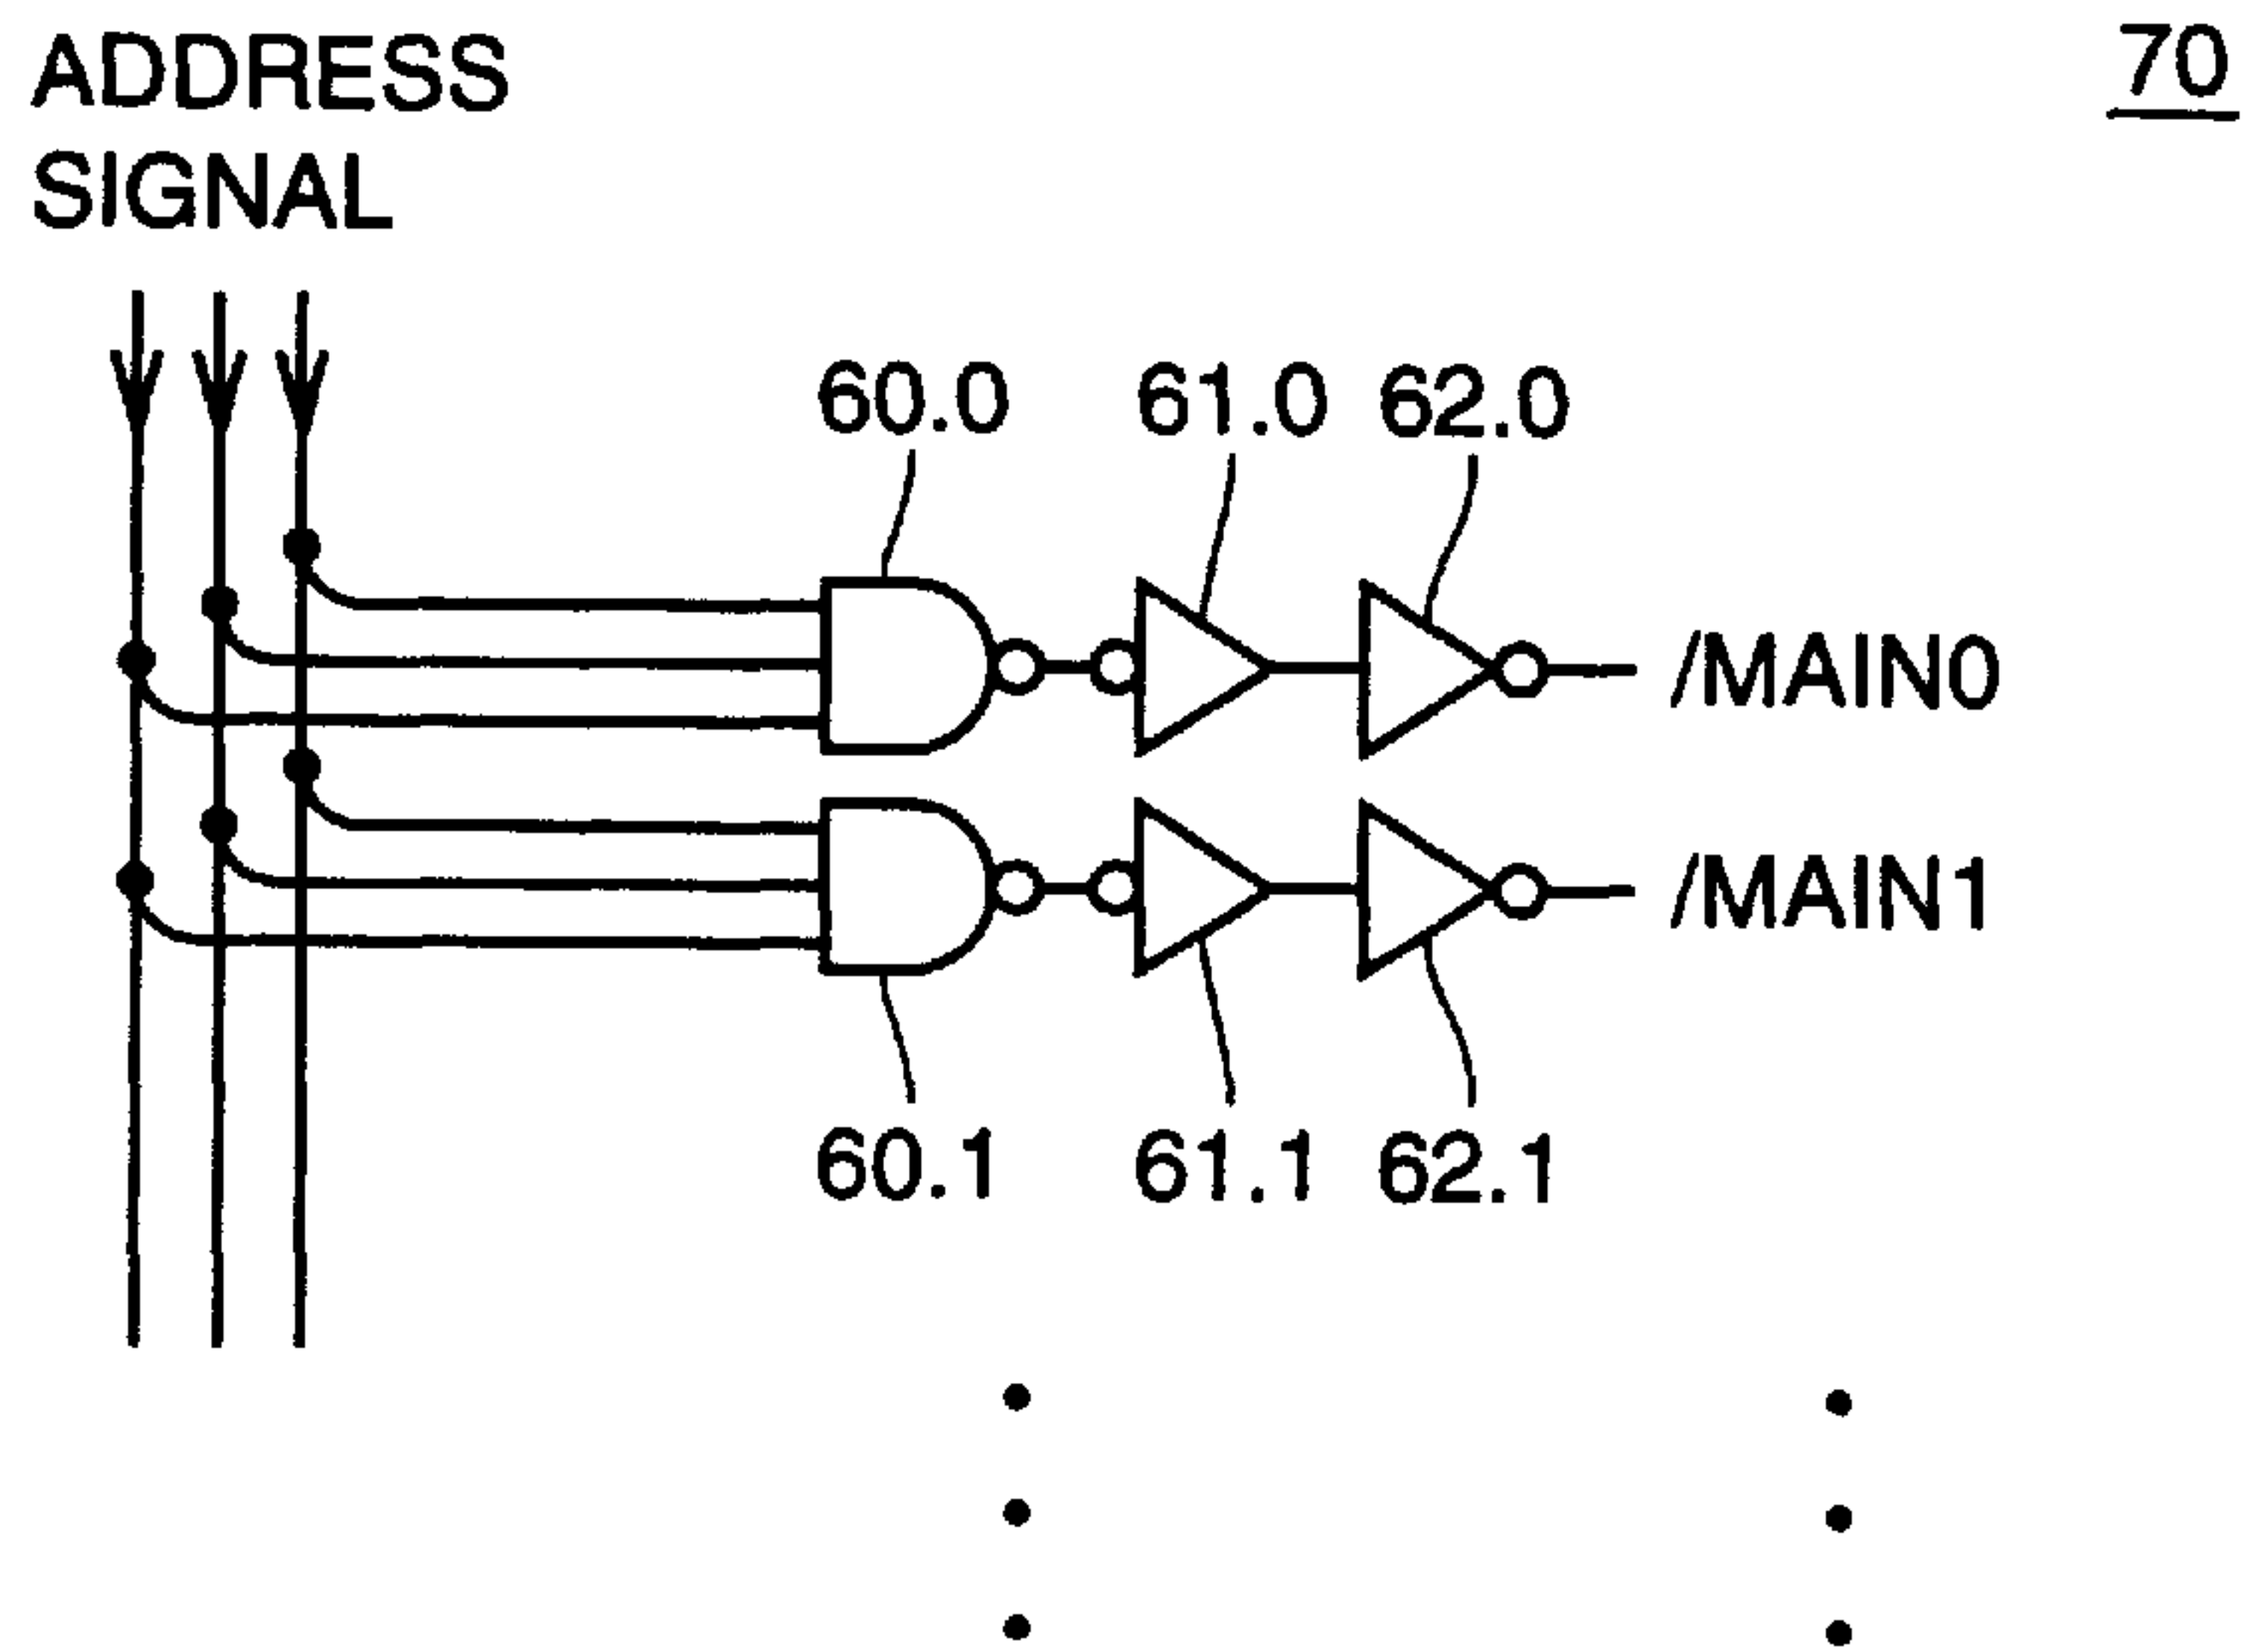 ADDRESS
SIGNAL
70
60.0 61.0 62.0
/MAIN0
/MAIN1
60.1 61.1 62.1